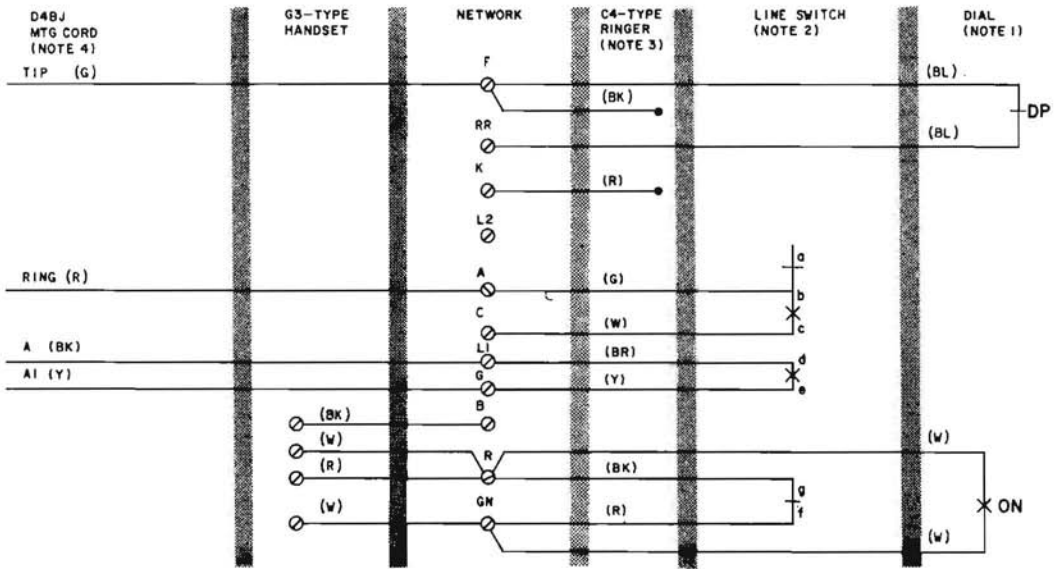 D4BJ
MTG CORD
(NOTE 4)
G3-TYPE
HANDSET
NETWORK
C4-TYPE
RINGER
(NOTE 3)
LINE SWITCH
(NOTE 2)
DIAL
(NOTE 1)
TIP (G)
F
(BL)
(BK)
DP
RR
(BL)
K
(R)
L2
a
RING (R)
A
(G)
b
C
(W)
c
A (BK)
L1
(BR)
d
A1 (Y)
G
(Y)
e
(BK)
B
(W)
R
(W)
(R)
(BK)
g
(W)
GN
(R)
f
ON
(W)